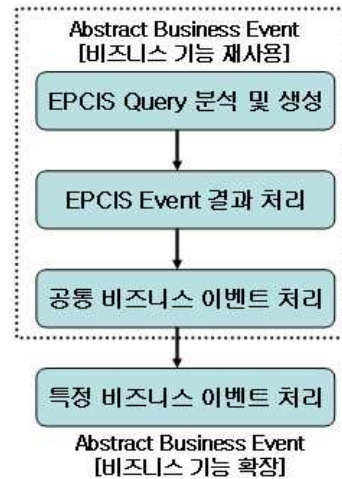 Abstract Business Event
[비즈니스 기능 재사용]
EPCIS Query 분석 및 생성
EPCIS Event 결과 처리
공통 비즈니스 이벤트 처리
특정 비즈니스 이벤트 처리
Abstract Business Event
[비즈니스 기능 확장]